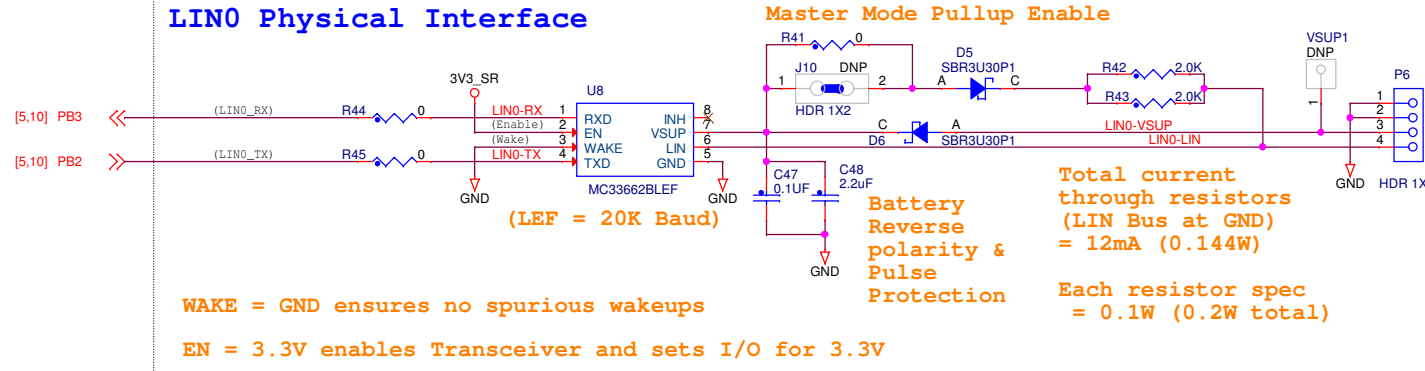 LIN0 Physical Interface
Master Mode Pullup Enable
R41 0
D5
SBR3U30P1
VSUP1
DNP
J10 DNP
1 2
HDR 1X2
A C
R42 2.0K
R43 2.0K
P6
3V3_SR
U8
[5,10] PB3
(LIN0_RX)
R44 0
LIN0-RX
1 RXD
INH 8
(Enable)
2 EN
VSUP 7
(Wake)
3 WAKE
LIN 6
[5,10] PB2
(LIN0_TX)
R45 0
LIN0-TX
4 TXD
GND 5
MC33662BLEF
C A
D6
SBR3U30P1
LIN0-VSUP
LIN0-LIN
1
1
2
3
4
GND
GND
GND
HDR 1X
C47
0.1UF
C48
2.2uF
GND
(LEF = 20K Baud)
Battery
Reverse
polarity &
Pulse
Protection
Total current
through resistors
(LIN Bus at GND)
= 12mA (0.144W)
Each resistor spec
= 0.1W (0.2W total)
WAKE = GND ensures no spurious wakeups
EN = 3.3V enables Transceiver and sets I/O for 3.3V